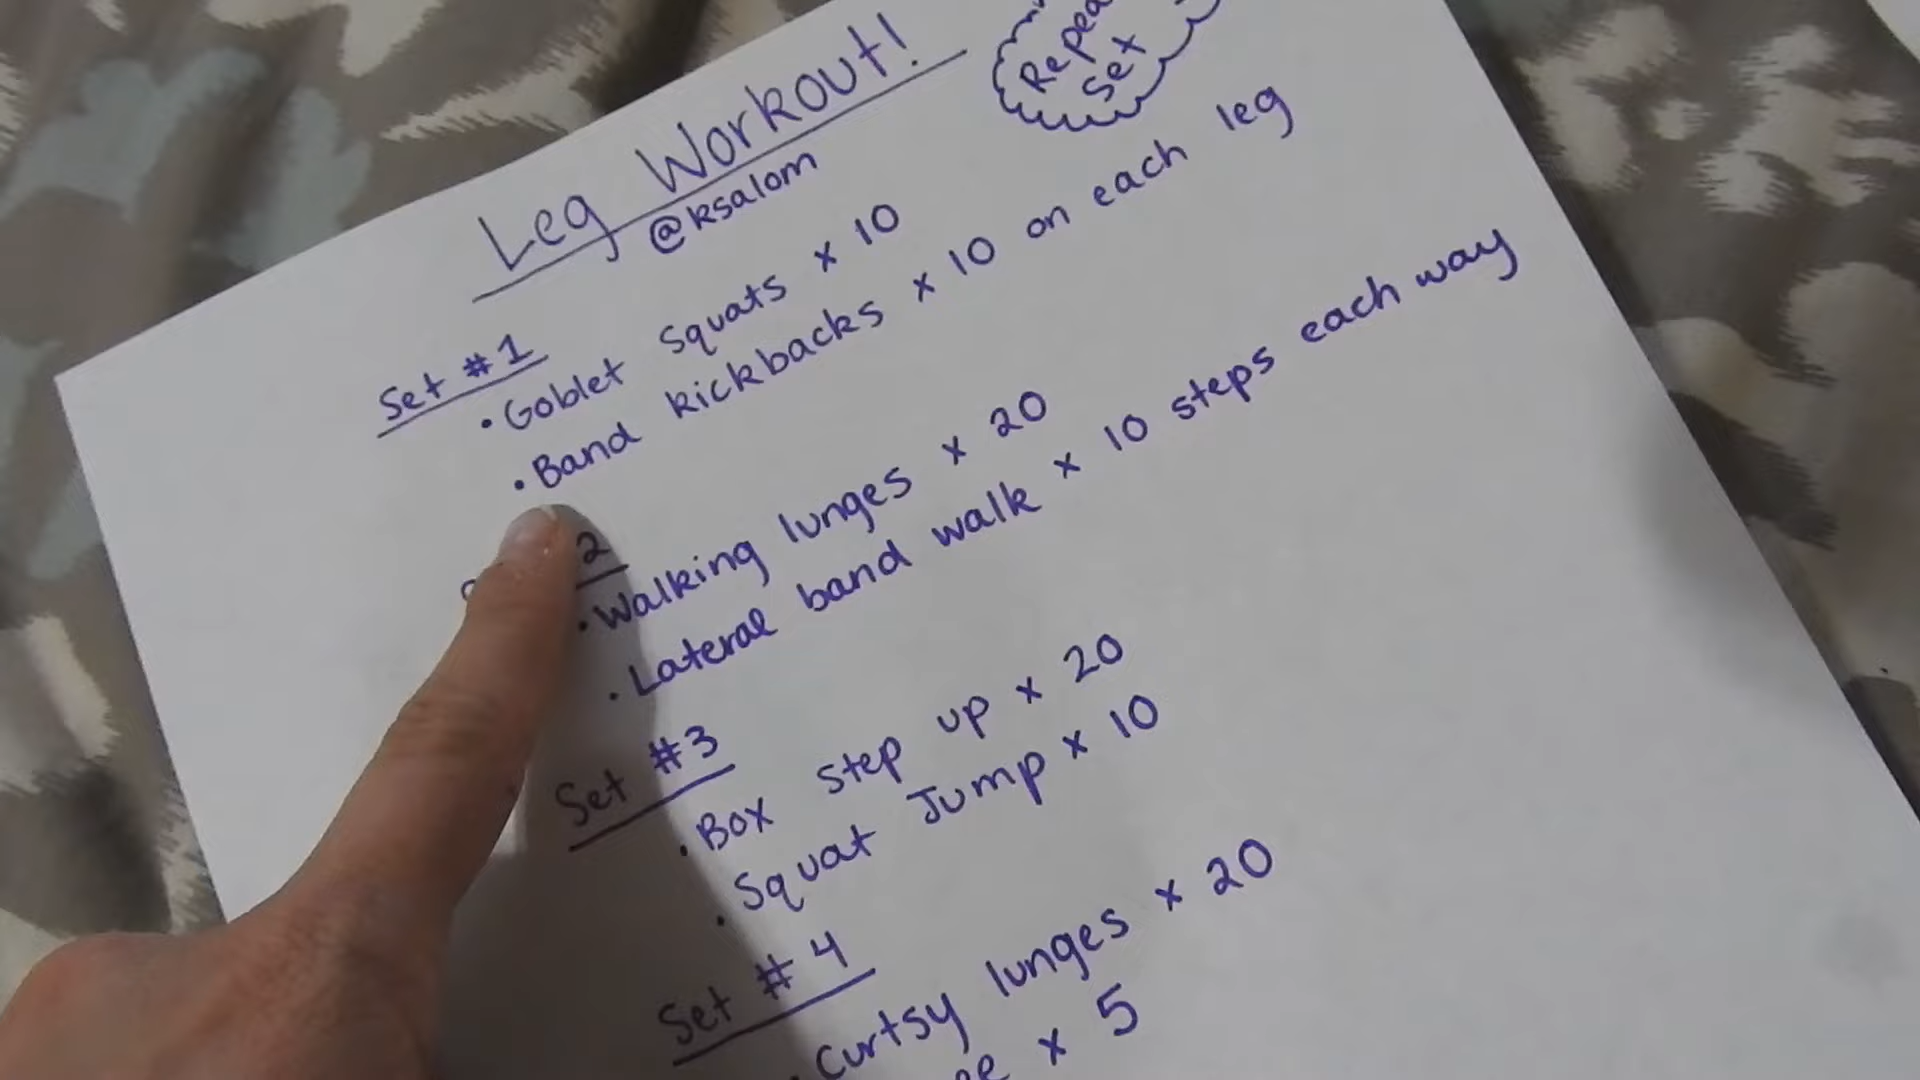 Leg Workout!
@ksalom
Set
Set #1
• Goblet squats x 10
• Band kickbacks x 10 on each leg
2
• Walking lunges x 20
• Lateral band walk x 10 steps each way
Set #3
• Box step up x 20
• Squat Jump x 10
Set #4
• Curtsy lunges x 20
x 5